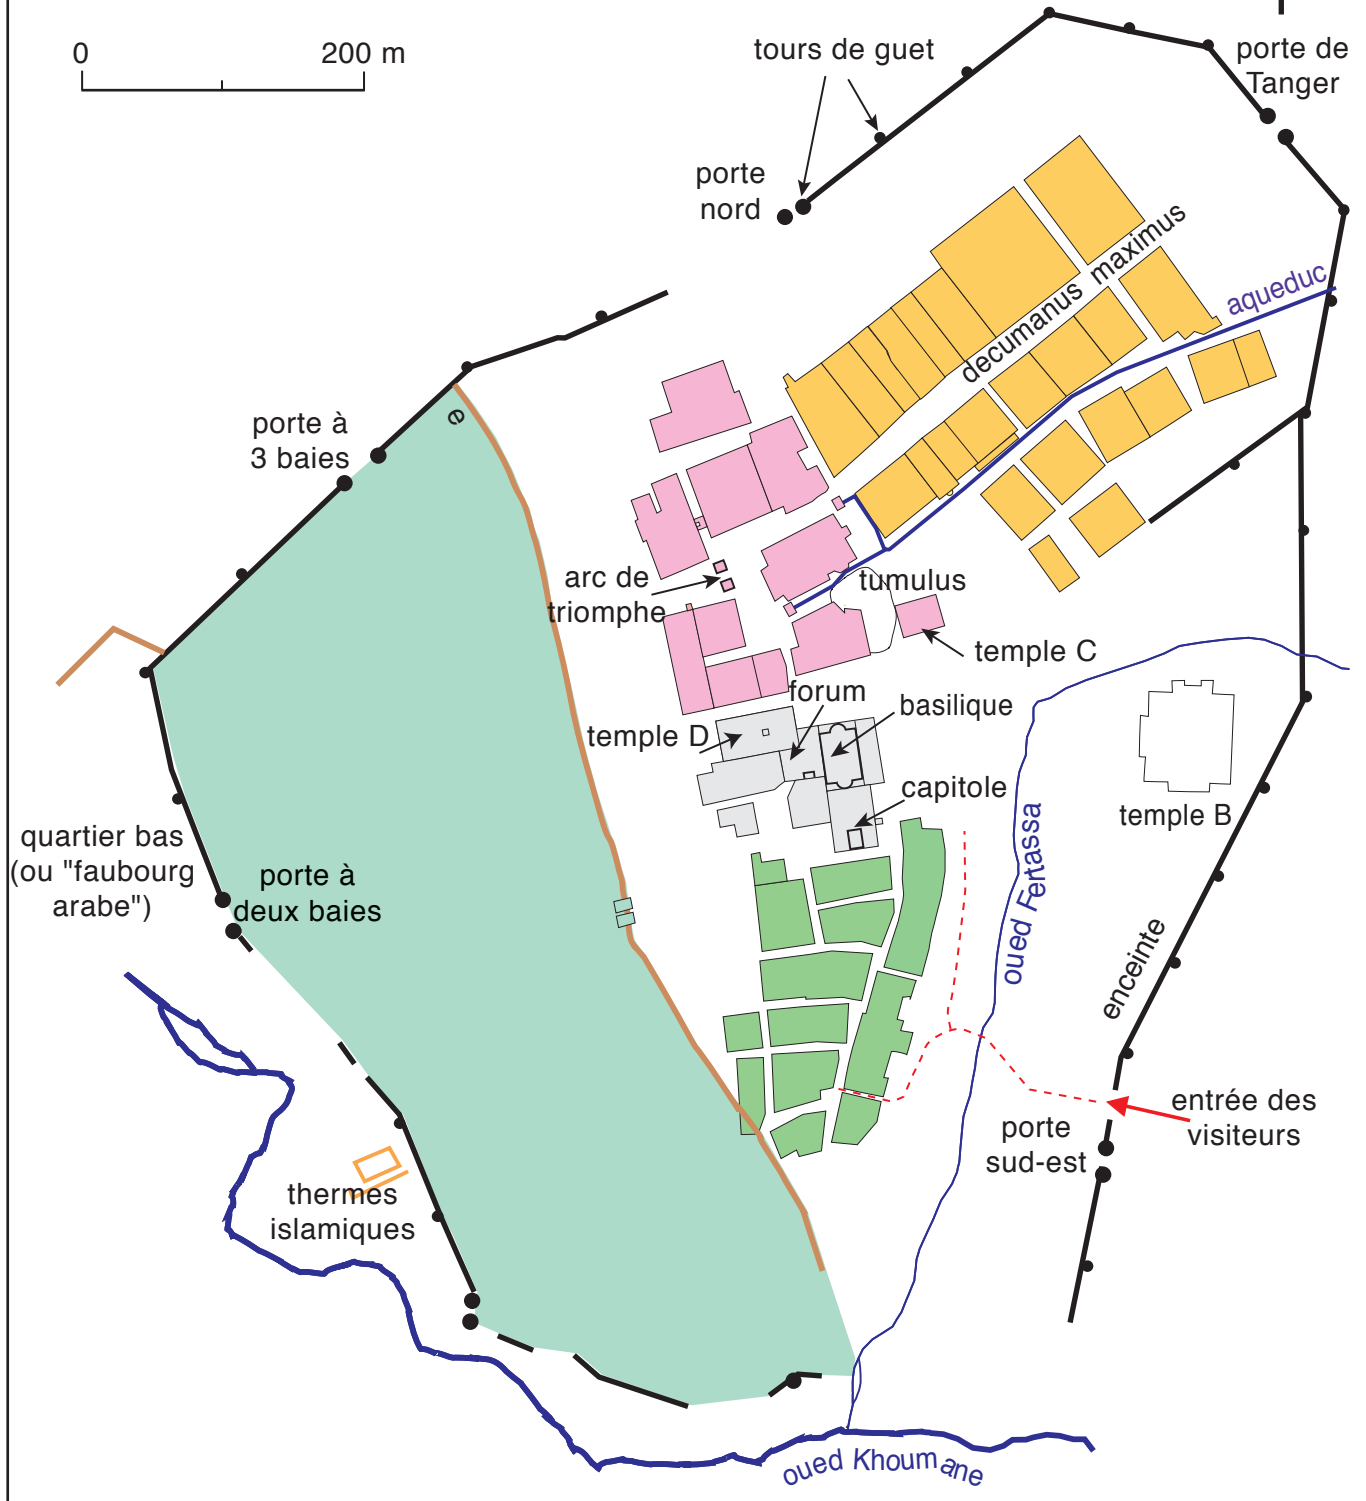 0 200 m
tours de guet
porte de
Tanger
porte
nord
decumanus maximus
aqueduc
e
porte à
3 baies
arc de
triomphe
tumulus
temple C
forum
basilique
temple D
capitole
temple B
quartier bas
(ou "faubourg
arabe")
porte à
deux baies
oued Fertassa
enceinte
entrée des
visiteurs
porte
sud-est
thermes
islamiques
oued Khoumane